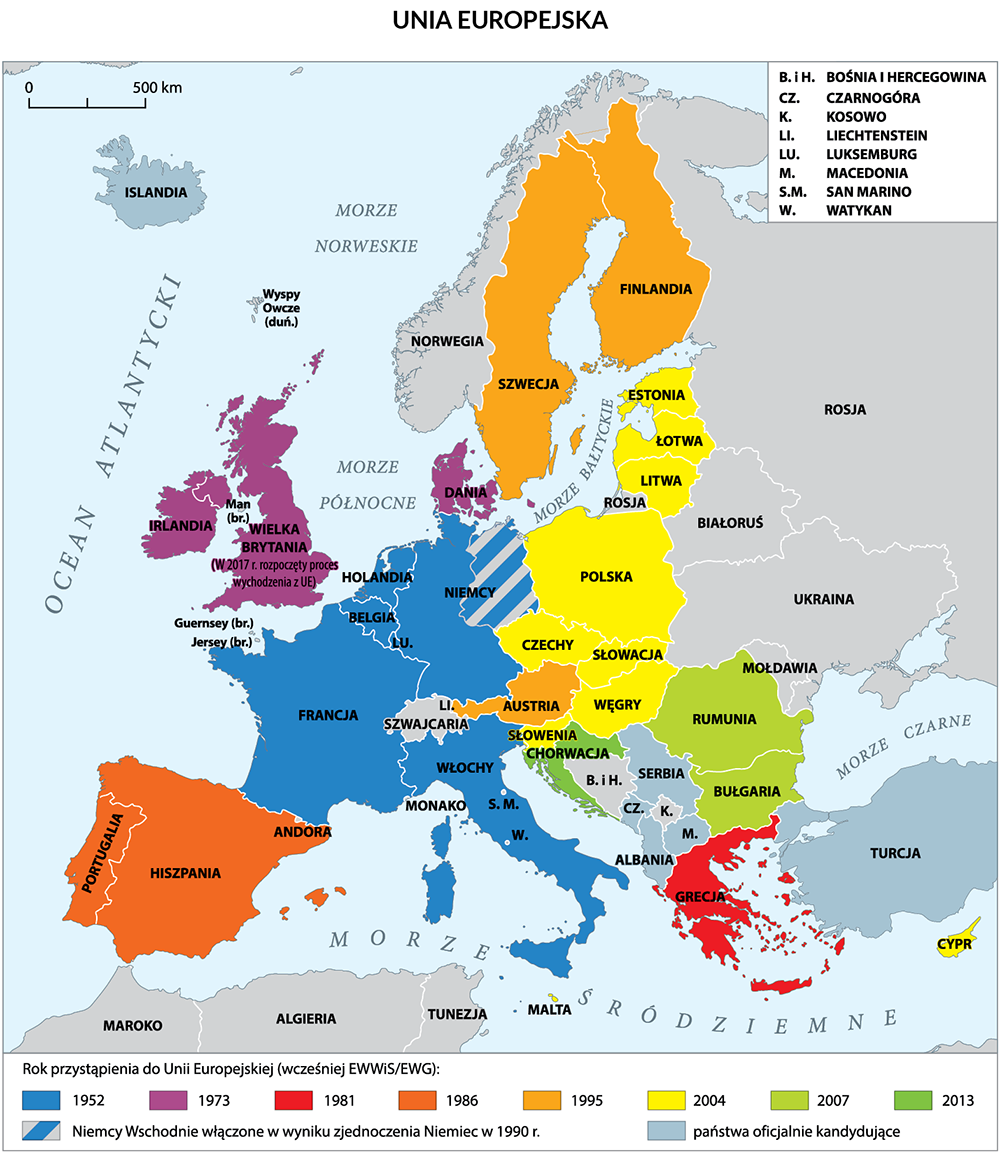 UNIA EUROPEJSKA
0 500 km
B. i H. BOŚNIA I HERCEGOWINA
CZ. CZARNOGÓRA
K. KOSOWO
LI. LIECHTENSTEIN
LU. LUKSEMBURG
M. MACEDONIA
S.M. SAN MARINO
W. WATYKAN
ISLANDIA
MORZE
NORWESKIE
Wyspy
Owcze
(duń.)
OCEAN ATLANTYCKI
NORWEGIA
FINLANDIA
SZWECJA
ROSJA
ESTONIA
ŁOTWA
LITWA
MORZE BAŁTYCKIE
ROSJA
BIAŁORUŚ
MORZE
PÓŁNOCNE
DANIA
IRLANDIA
Man
(br.)
WIELKA
BRYTANIA
(W 2017 r. rozpoczęty proces
wychodzenia z UE)
HOLANDIA
NIEMCY
POLSKA
UKRAINA
BELGIA
Guernsey (br.)
Jersey (br.)
LU.
CZECHY
SŁOWACJA
MOŁDAWIA
LI.
AUSTRIA
WĘGRY
FRANCJA
SZWAJCARIA
RUMUNIA
SŁOWENIA
CHORWACJA
MORZE CZARNE
WŁOCHY
B. i H.
SERBIA
BUŁGARIA
MONAKO
S. M.
CZ.
K.
ANDORA
W.
M.
PORTUGALIA
HISZPANIA
ALBANIA
TURCJA
GRECJA
CYPR
MORZE
ŚRÓDZIEMNE
MALTA
MAROKO
ALGIERIA
TUNEZJA
Rok przystąpienia do Unii Europejskiej (wcześniej EWWiS/EWG):
1952 1973 1981 1986 1995 2004 2007 2013
Niemcy Wschodnie włączone w wyniku zjednoczenia Niemiec w 1990 r. państwa oficjalnie kandydujące